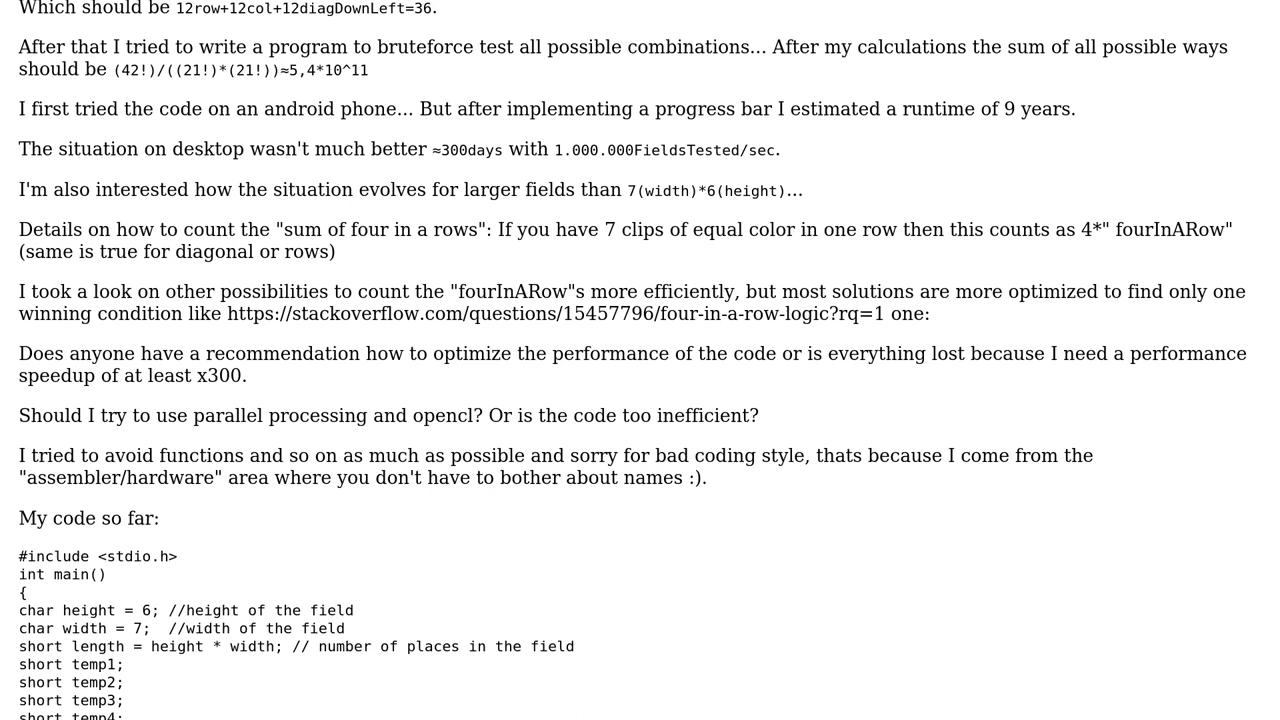 Which should be 12row+12col+12diagDownLeft=36.
After that I tried to write a program to bruteforce test all possible combinations... After my calculations the sum of all possible ways
should be (42!)/((21!)*(21!))≈5,4*10^11
I first tried the code on an android phone... But after implementing a progress bar I estimated a runtime of 9 years.
The situation on desktop wasn't much better ≈300days with 1.000.000FieldsTested/sec.
I'm also interested how the situation evolves for larger fields than 7(width)*6(height)...
Details on how to count the "sum of four in a rows": If you have 7 clips of equal color in one row then this counts as 4*" fourInARow"
(same is true for diagonal or rows)
I took a look on other possibilities to count the "fourInARow"s more efficiently, but most solutions are more optimized to find only one
winning condition like https://stackoverflow.com/questions/15457796/four-in-a-row-logic?rq=1 one:
Does anyone have a recommendation how to optimize the performance of the code or is everything lost because I need a performance
speedup of at least x300.
Should I try to use parallel processing and opencl? Or is the code too inefficient?
I tried to avoid functions and so on as much as possible and sorry for bad coding style, thats because I come from the
"assembler/hardware" area where you don't have to bother about names :).
My code so far:
#include <stdio.h>
int main()
{
char height = 6; //height of the field
char width = 7;  //width of the field
short length = height * width; // number of places in the field
short temp1;
short temp2;
short temp3;
short temp4;